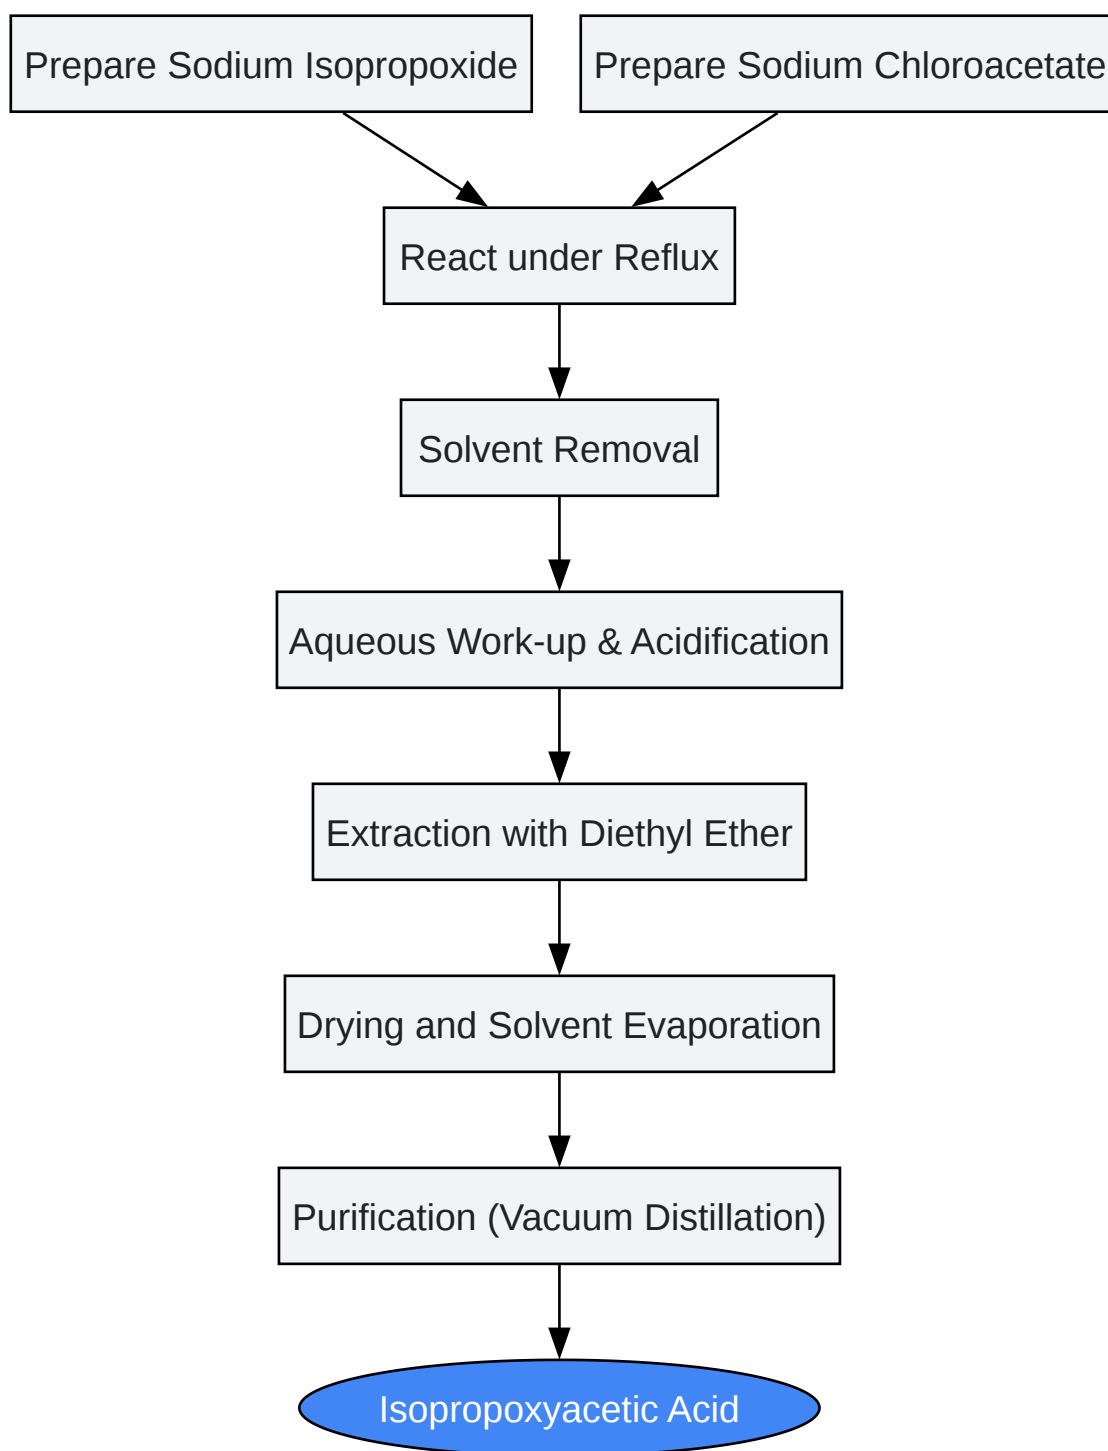 Prepare Sodium Isopropoxide
Prepare Sodium Chloroacetate
React under Reflux
Solvent Removal
Aqueous Work-up & Acidification
Extraction with Diethyl Ether
Drying and Solvent Evaporation
Purification (Vacuum Distillation)
Isopropoxyacetic Acid